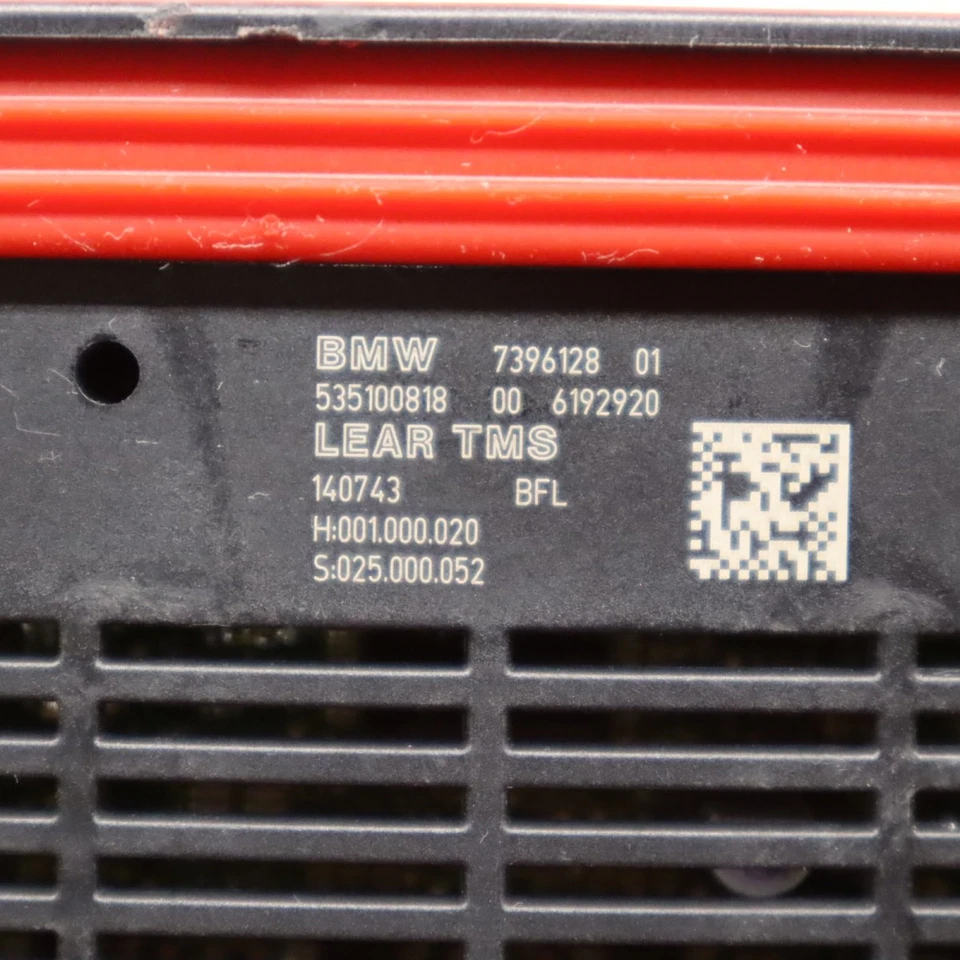 BMW 7396128 01
535100818 00 6192920
LEAR TMS
140743 BFL
H:001.000.020
S:025.000.052